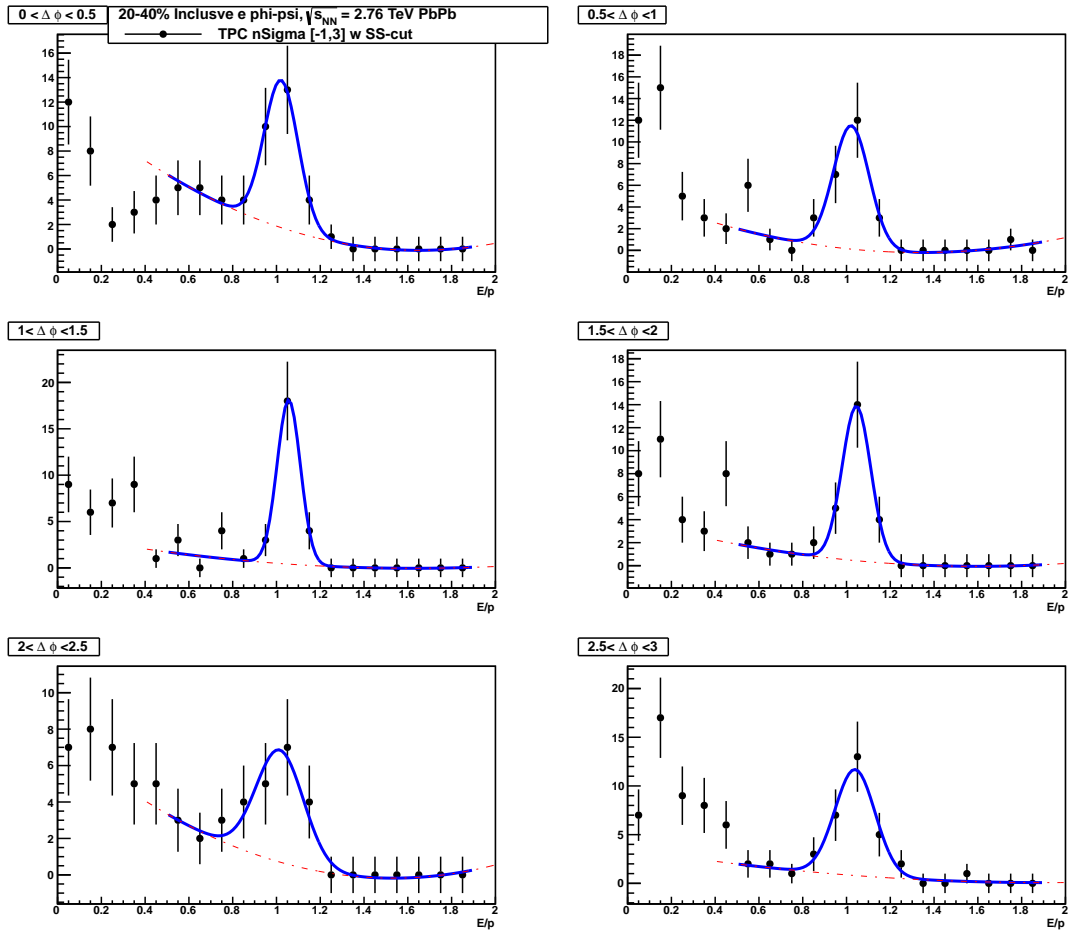 0 < Δ ϕ < 0.5
20-40% Inclusve e phi-psi, √s_NN = 2.76 TeV PbPb
TPC nSigma [-1,3] w SS-cut
16
14
12
10
8
6
4
2
0
0 0.2 0.4 0.6 0.8 1 1.2 1.4 1.6 1.8 2
E/p
0.5< Δ ϕ <1
18
16
14
12
10
8
6
4
2
0
0 0.2 0.4 0.6 0.8 1 1.2 1.4 1.6 1.8 2
E/p
1< Δ ϕ <1.5
20
15
10
5
0
0 0.2 0.4 0.6 0.8 1 1.2 1.4 1.6 1.8 2
E/p
1.5< Δ ϕ <2
18
16
14
12
10
8
6
4
2
0
0 0.2 0.4 0.6 0.8 1 1.2 1.4 1.6 1.8 2
E/p
2< Δ ϕ <2.5
10
8
6
4
2
0
0 0.2 0.4 0.6 0.8 1 1.2 1.4 1.6 1.8 2
E/p
2.5< Δ ϕ <3
20
15
10
5
0
0 0.2 0.4 0.6 0.8 1 1.2 1.4 1.6 1.8 2
E/p